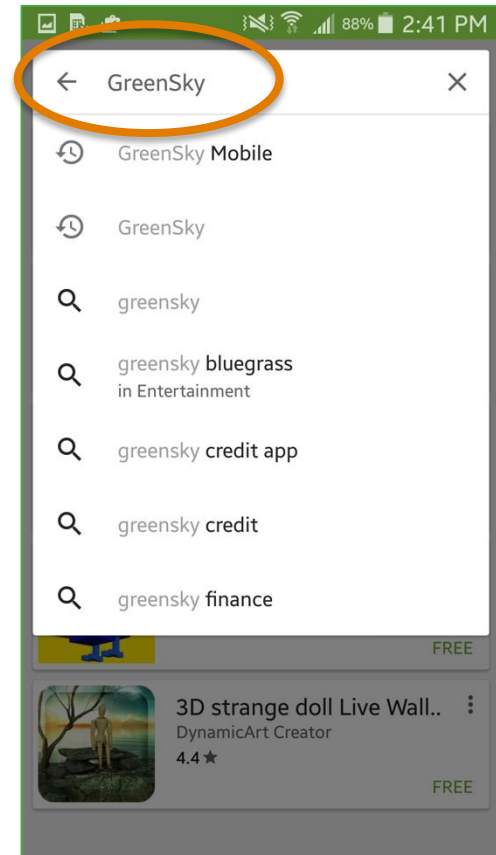 88% 2:41 PM
GreenSky
GreenSky Mobile
GreenSky
greensky
greensky bluegrass
in Entertainment
greensky credit app
greensky credit
greensky finance
FREE
3D strange doll Live Wall..
DynamicArt Creator
4.4★
FREE